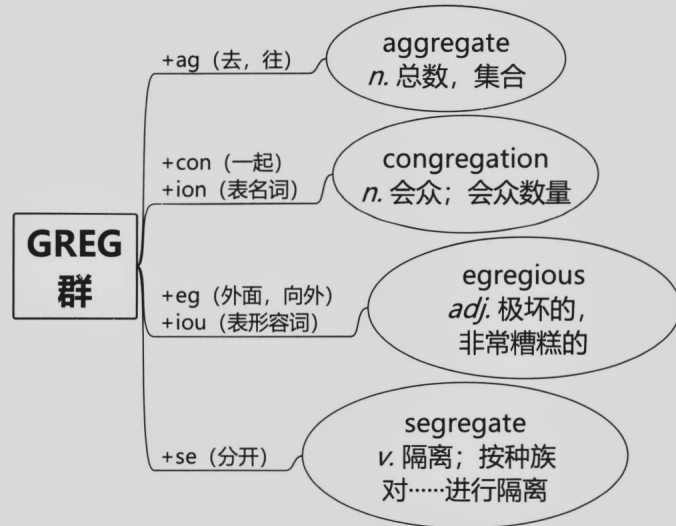 GREG
群
+ag（去，往）
aggregate
n. 总数，集合
+con（一起）
+ion（表名词）
congregation
n. 会众；会众数量
+eg（外面，向外）
+iou（表形容词）
egregious
adj. 极坏的，
非常糟糕的
+se（分开）
segregate
v. 隔离；按种族
对……进行隔离